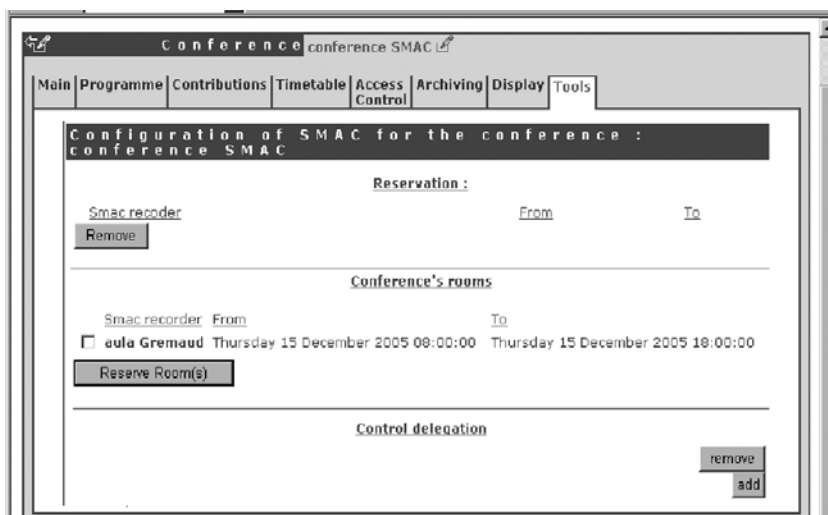 Conference conference SMAC
Main Programme Contributions Timetable Access Control Archiving Display Tools
Configuration of SMAC for the conference :
conference SMAC
Reservation :
Smac recoder From To
Remove
Conference's rooms
Smac recorder From To
aula Gremaud Thursday 15 December 2005 08:00:00 Thursday 15 December 2005 18:00:00
Reserve Room(s)
Control delegation
remove
add